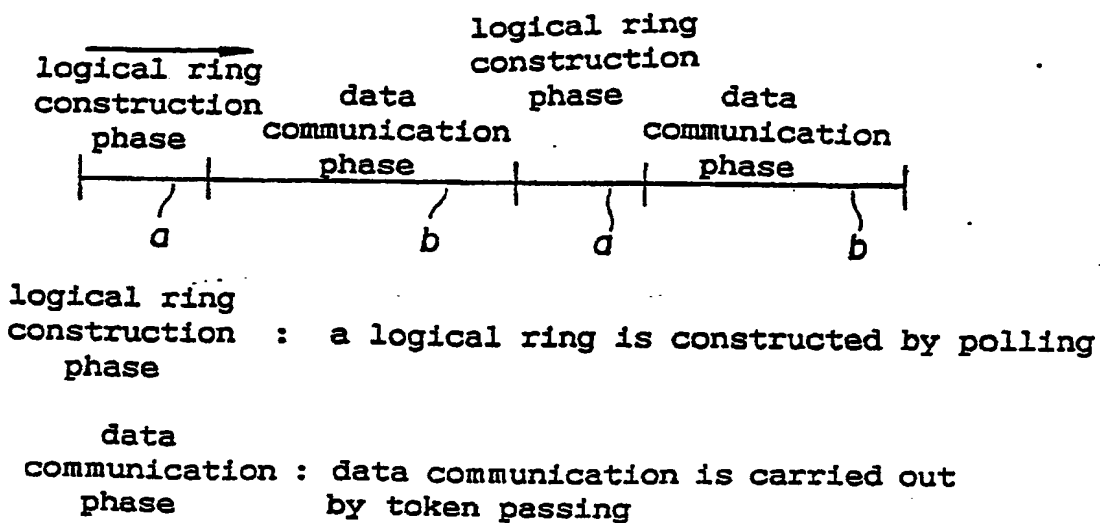 logical ring
construction
phase
data
communication
phase
logical ring
construction
phase
data
communication
phase
a
b
a
b
logical ring
construction : a logical ring is constructed by polling
phase
data
communication : data communication is carried out
phase by token passing